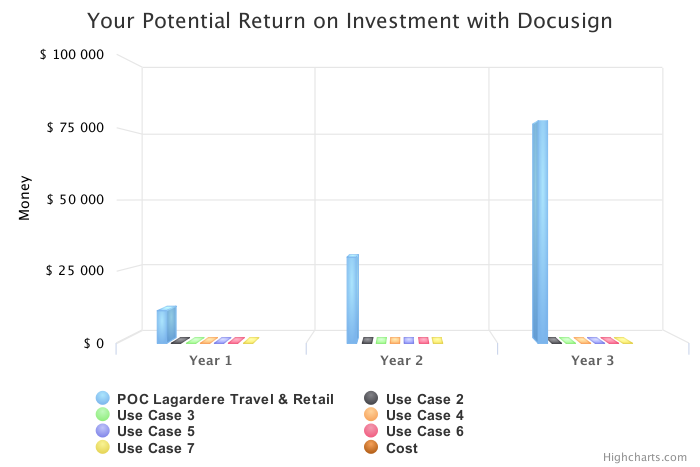 Your Potential Return on Investment with Docusign
$ 100 000
$ 75 000
$ 50 000
$ 25 000
$ 0
Money
Year 1
Year 2
Year 3
POC Lagardere Travel & Retail
Use Case 2
Use Case 3
Use Case 4
Use Case 5
Use Case 6
Use Case 7
Cost
Highcharts.com